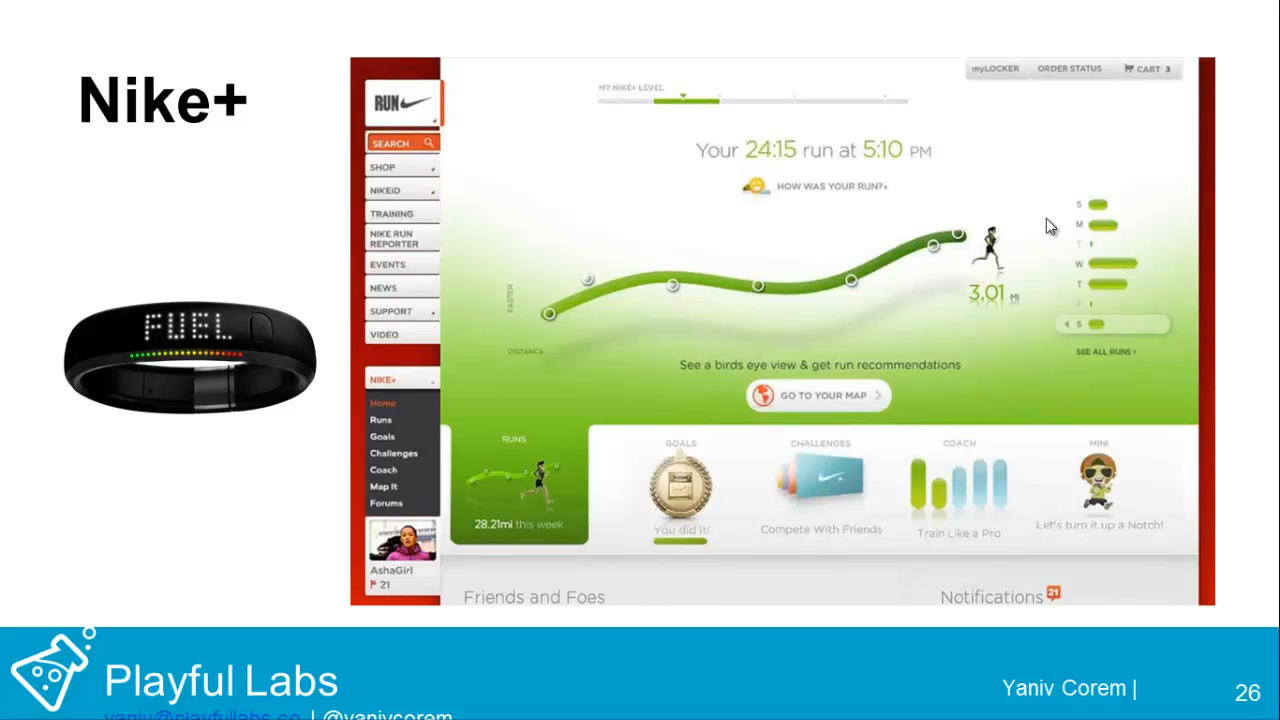 Nike+
FUEL
RUN
SEARCH
SHOP
NIKEiD
TRAINING
NIKE RUN
REPORTER
EVENTS
NEWS
SUPPORT
VIDEO
NIKE+
Home
Runs
Goals
Challenges
Coach
Map It
Forums
AshaGirl
21
myLOCKER ORDER STATUS CART 3
MY NIKE+ LEVEL
Your 24:15 run at 5:10 PM
HOW WAS YOUR RUN?›
FASTER
DISTANCE
3.01 MI
S
M
T
W
T
F
S
SEE ALL RUNS ›
See a birds eye view & get run recommendations
GO TO YOUR MAP
RUNS
28.21mi this week
GOALS
You did it!
CHALLENGES
Compete With Friends
COACH
Train Like a Pro
MINI
Let's turn it up a Notch!
Friends and Foes
Notifications 21
Playful Labs
yaniv@playfullabs.co | @yanivcorem
Yaniv Corem |
26